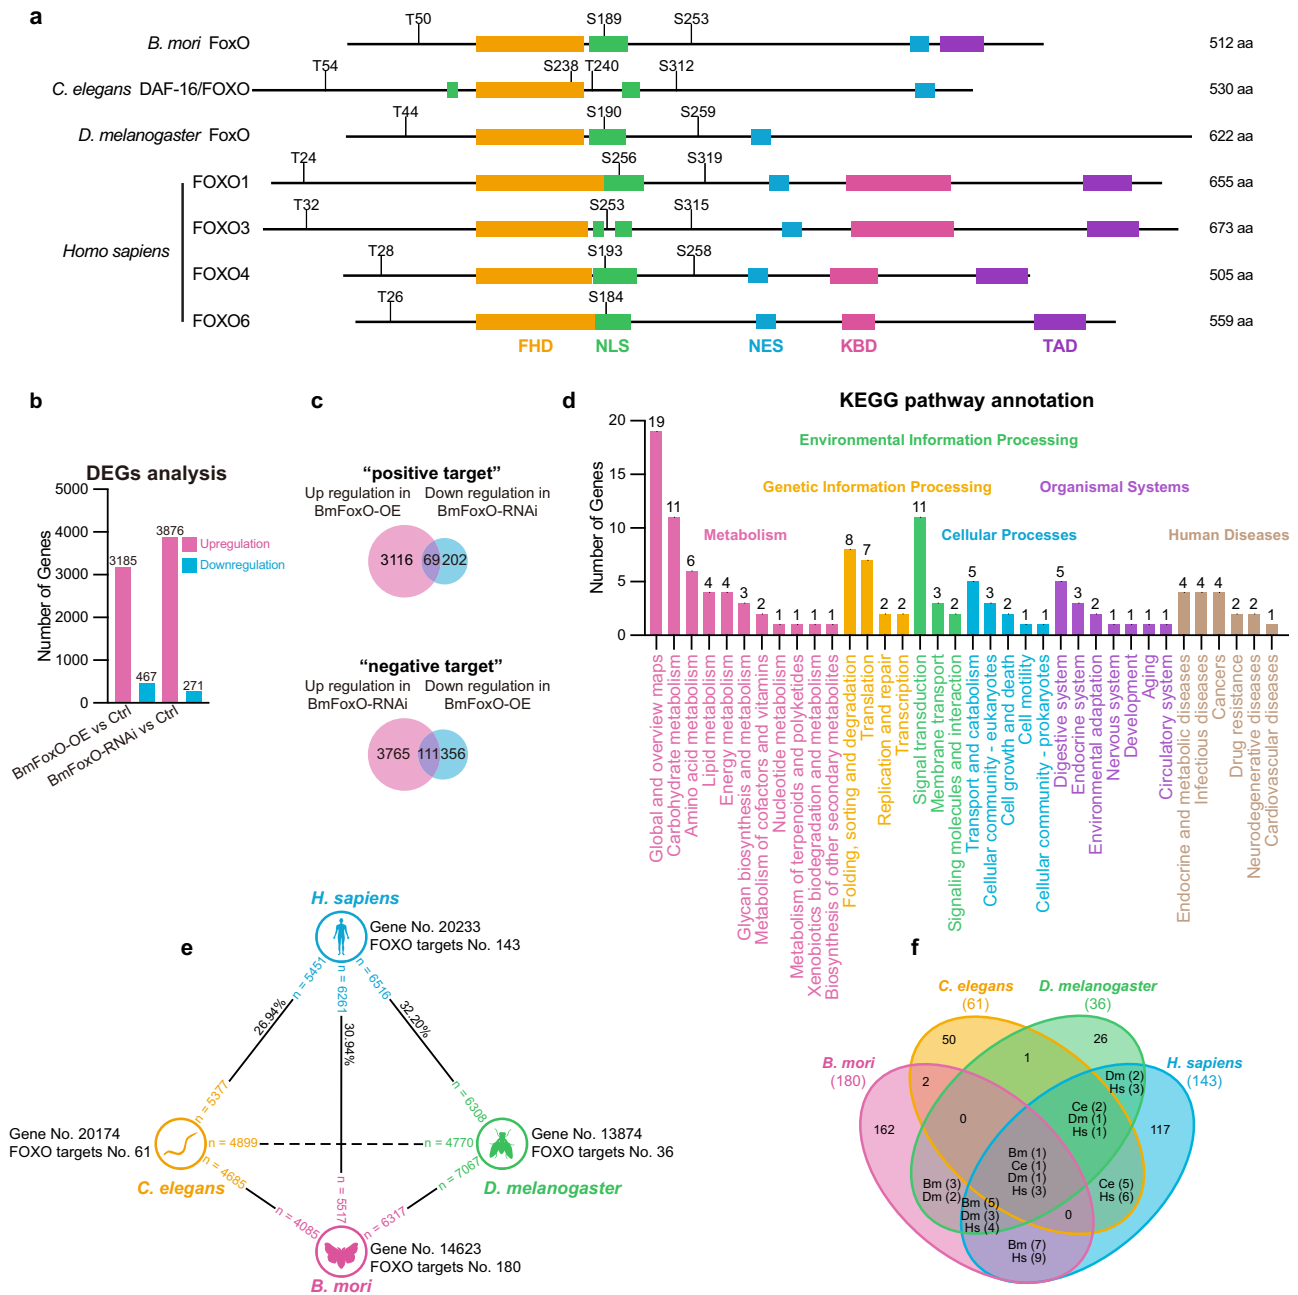 a
T50 S189 S253
B. mori FoxO 512 aa
T54 S238 T240 S312
C. elegans DAF-16/FOXO 530 aa
T44 S190 S259
D. melanogaster FoxO 622 aa
T24 S256 S319
FOXO1 655 aa
T32 S253 S315
FOXO3 673 aa
Homo sapiens
T28 S193 S258
FOXO4 505 aa
T26 S184
FOXO6 559 aa
FHD NLS NES KBD TAD
b
DEGs analysis
Number of Genes
5000
4000
3000
2000
1000
0
3185
467
3876
271
Upregulation
Downregulation
BmFoxO-OE vs Ctrl
BmFoxO-RNAi vs Ctrl
c
“positive target”
Up regulation in BmFoxO-OE
Down regulation in BmFoxO-RNAi
3116 69 202
“negative target”
Up regulation in BmFoxO-RNAi
Down regulation in BmFoxO-OE
3765 111 356
d
KEGG pathway annotation
Number of Genes
20
15
10
5
0
Environmental Information Processing
Genetic Information Processing
Organismal Systems
Metabolism
Cellular Processes
Human Diseases
19 11 6 4 4 3 2 1 1 1 1 8 7 2 2 11 3 2 5 3 2 1 1 5 3 2 1 1 1 1 4 4 4 2 2 1
Global and overview maps
Carbohydrate metabolism
Amino acid metabolism
Lipid metabolism
Energy metabolism
Glycan biosynthesis and metabolism
Metabolism of cofactors and vitamins
Nucleotide metabolism
Metabolism of terpenoids and polyketides
Xenobiotics biodegradation and metabolism
Biosynthesis of other secondary metabolites
Folding, sorting and degradation
Translation
Replication and repair
Transcription
Signal transduction
Membrane transport
Signaling molecules and interaction
Transport and catabolism
Cellular community - eukaryotes
Cell growth and death
Cell motility
Cellular community - prokaryotes
Digestive system
Endocrine system
Environmental adaptation
Nervous system
Development
Aging
Circulatory system
Endocrine and metabolic diseases
Infectious diseases
Cancers
Drug resistance
Neurodegenerative diseases
Cardiovascular diseases
e
H. sapiens
Gene No. 20233
FOXO targets No. 143
n = 5451
n = 6261
n = 6516
26.94%
30.94%
32.20%
n = 5377
n = 6308
Gene No. 20174
FOXO targets No. 61
n = 4899
n = 4770
Gene No. 13874
FOXO targets No. 36
C. elegans
D. melanogaster
n = 4685
n = 7067
n = 4085
n = 5517
n = 6317
Gene No. 14623
FOXO targets No. 180
B. mori
f
C. elegans
(61)
D. melanogaster
(36)
B. mori
(180)
H. sapiens
(143)
50
26
1
2
Dm (2)
Hs (3)
Ce (2)
Dm (1)
Hs (1)
0
162
117
Bm (1)
Ce (1)
Dm (1)
Hs (3)
Bm (3)
Dm (2)
Ce (5)
Hs (6)
Bm (5)
Dm (3)
Hs (4)
0
Bm (7)
Hs (9)